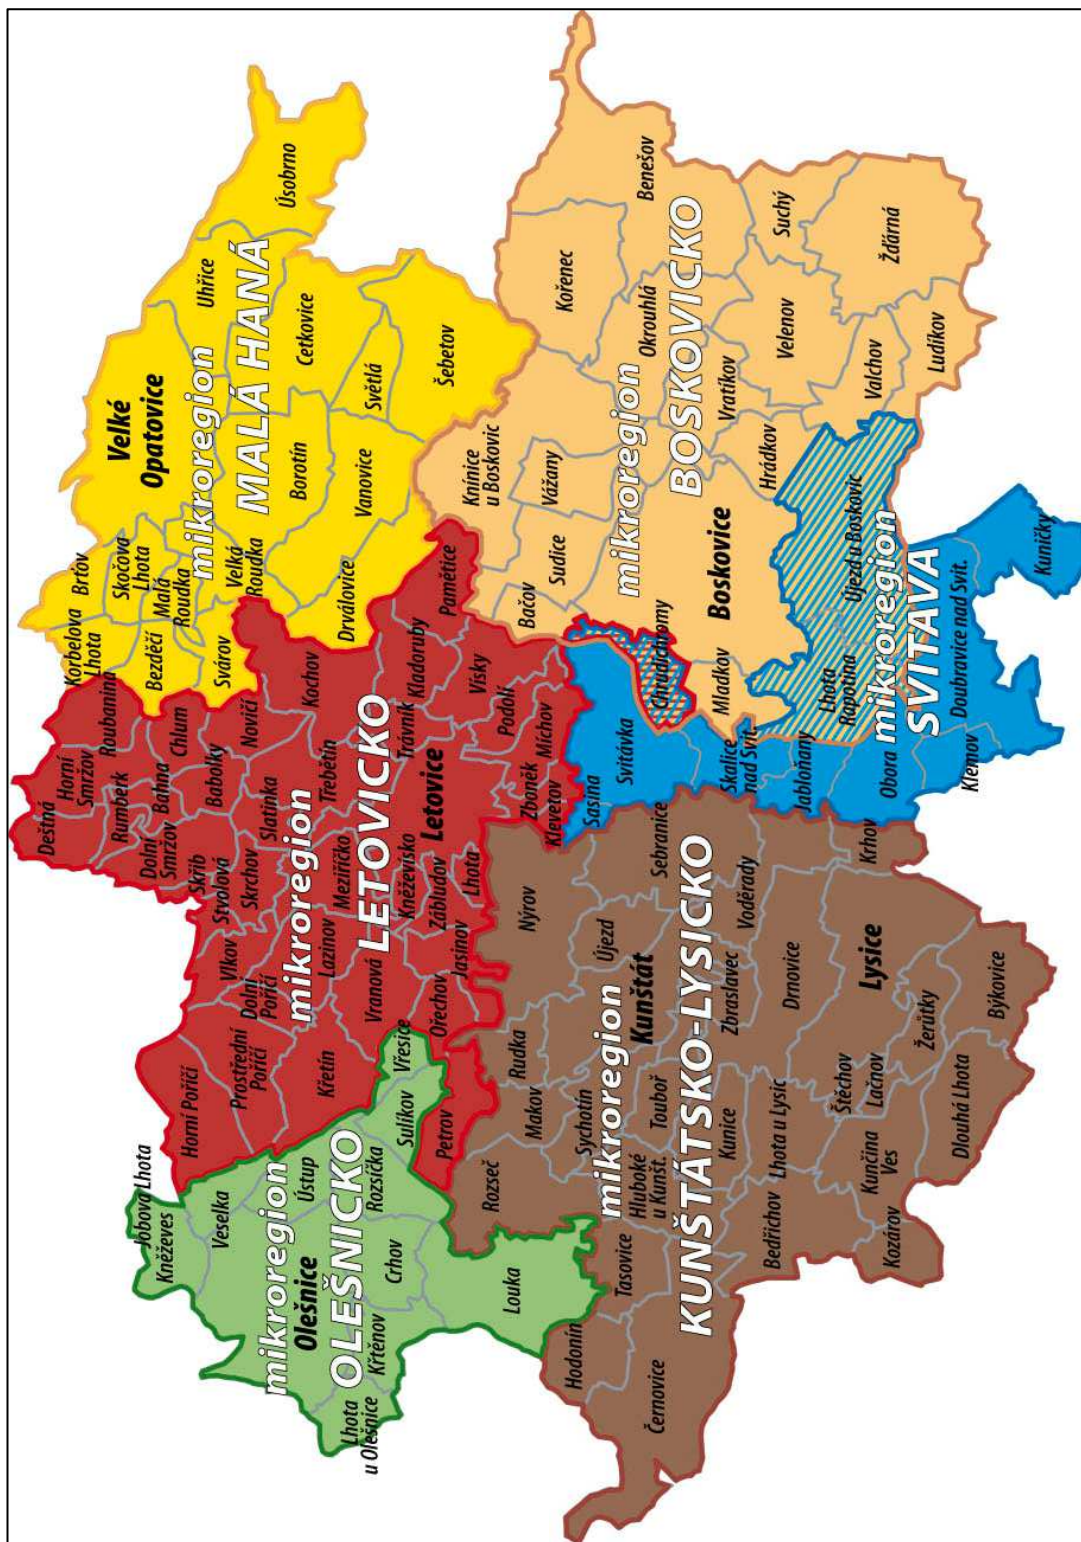 Jobova Lhota
Kněževes
Veselka
mikroregion
OLEŠNICKO
Olešnice
Ústup
Rozsíčka
Crhov
Křtěnov
Lhota
u Olešnice
Louka
Sulíkov
Vřesice
Horní Poříčí
Prostřední
Poříčí
Křetín
Petrov
Deštná
Horní
Smržov
Roubanina
Rumberk
Dolní
Smržov
Bahna
Chlum
Skřib
Babolky
Novičí
Stvolová
Skrchov
Slatinka
Vlkov
Dolní
Poříčí
mikroregion
LETOVICKO
Lazinov
Meziříčko
Třebětín
Kochov
Vranová
Kněževísko
Letovice
Trávník
Kladoruby
Pamětice
Ořechov
Jasinov
Zábludov
Lhota
Vísky
Podolí
Zboněk
Míchov
Klevetov
Korbelova
Lhota
Brťov
Bezděčí
Skočova
Lhota
Malá
Roudka
Svárov
Velká
Roudka
Velké
Opatovice
mikroregion
MALÁ HANÁ
Uhřice
Úsobrno
Borotín
Cetkovice
Drválovice
Vanovice
Světlá
Šebetov
Knínice
u Boskovic
Vážany
Sudice
Bačov
Kořenec
Benešov
Okrouhlá
mikroregion
BOSKOVICKO
Boskovice
Chrudichromy
Mladkov
Hrádkov
Vratíkov
Velenov
Suchý
Žďárná
Valchov
Ludíkov
Újezd u Boskovic
Lhota
Rapotina
mikroregion
SVITAVA
Sasina
Svitávka
Skalice
nad Svit.
Jabloňany
Obora
Klemov
Doubravice nad Svit.
Kuničky
Nýrov
Sebranice
Újezd
Rudka
Makov
Rozseč
Sychotín
mikroregion
KUNŠTÁTSKO-LYSICKO
Kunštát
Touboř
Hluboké
u Kunšt.
Zbraslavec
Voděrady
Kunice
Tasovice
Hodonín
Černovice
Drnovice
Krhov
Lysice
Lhota u Lysic
Bedřichov
Štěchov
Lačnov
Kunčina
Ves
Kozárov
Žerůtky
Dlouhá Lhota
Býkovice